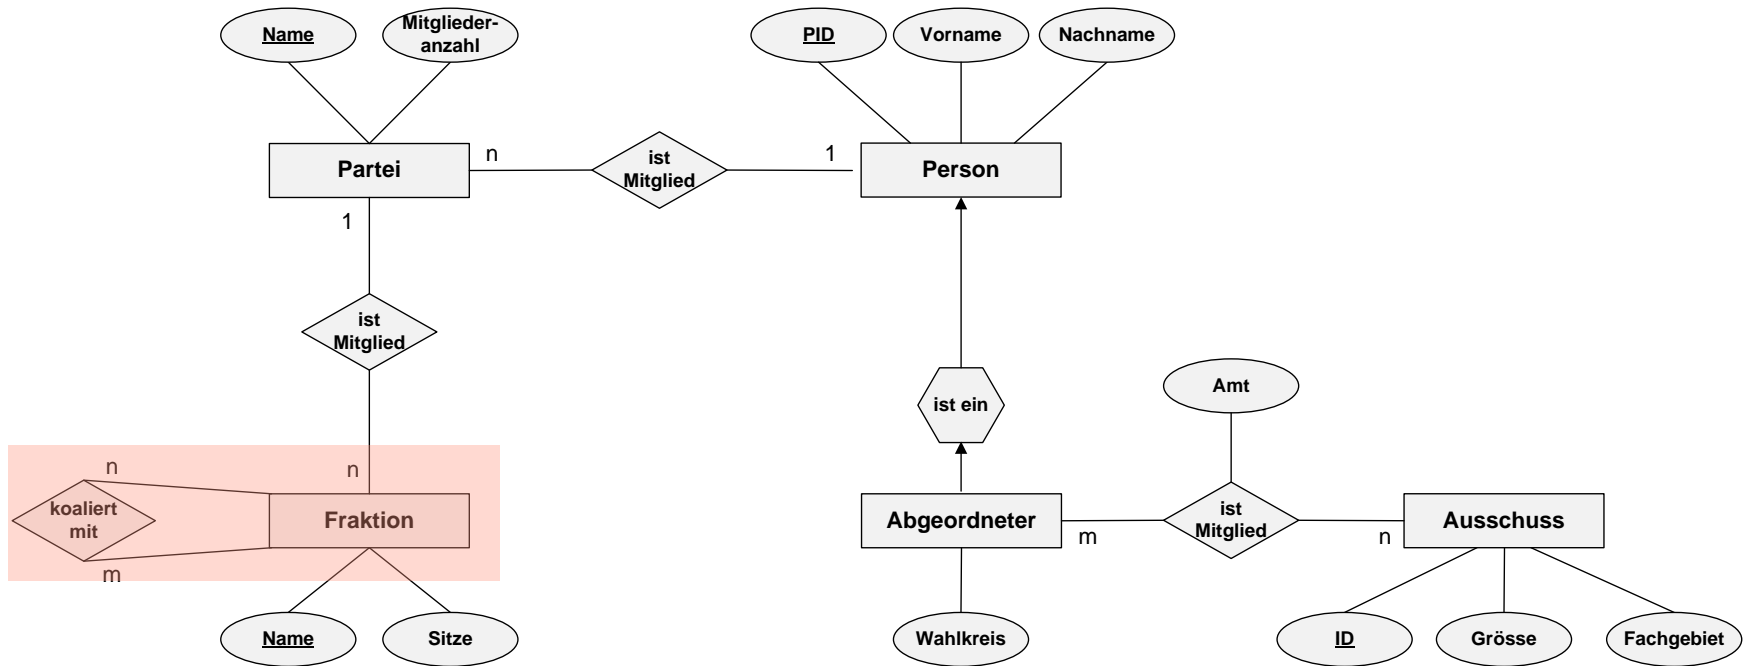 Name
Mitglieder-
anzahl
PID
Vorname
Nachname
Partei
n
ist
Mitglied
1
Person
1
ist
Mitglied
n
ist ein
Amt
n
koaliert
mit
m
Fraktion
Abgeordneter
m
ist
Mitglied
n
Ausschuss
Name
Sitze
Wahlkreis
ID
Grösse
Fachgebiet